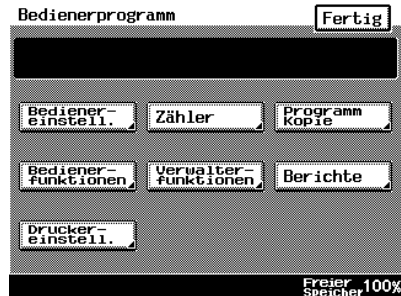 Bedienerprogramm
Fertig
Bediener-
einstell.
Zähler
Programm
Kopie
Bediener-
funktionen
Verwalter-
funktionen
Berichte
Drucker-
einstell.
Freier
Speicher 100%